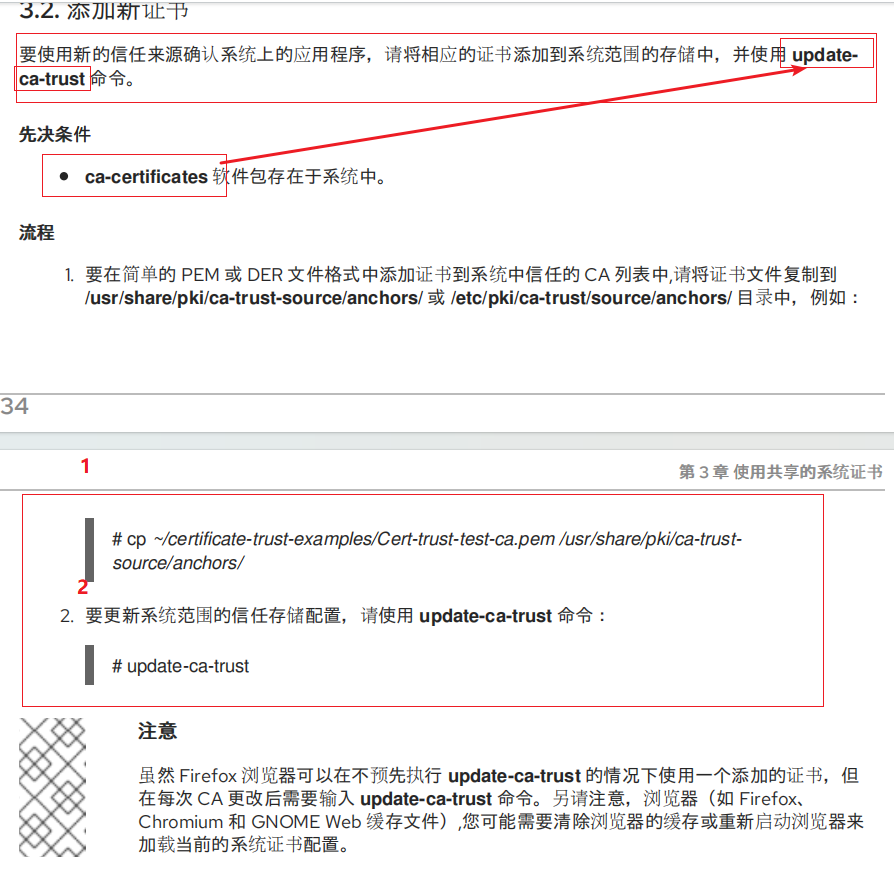 3.2. 添加新证书
要使用新的信任来源确认系统上的应用程序，请将相应的证书添加到系统范围的存储中，并使用 update-
ca-trust 命令。
先决条件
● ca-certificates 软件包存在于系统中。
流程
1. 要在简单的 PEM 或 DER 文件格式中添加证书到系统中信任的 CA 列表中,请将证书文件复制到
/usr/share/pki/ca-trust-source/anchors/ 或 /etc/pki/ca-trust/source/anchors/ 目录中，例如：
34
1
第 3 章 使用共享的系统证书
# cp ~/certificate-trust-examples/Cert-trust-test-ca.pem /usr/share/pki/ca-trust-
source/anchors/
2
2. 要更新系统范围的信任存储配置，请使用 update-ca-trust 命令：
# update-ca-trust
注意
虽然 Firefox 浏览器可以在不预先执行 update-ca-trust 的情况下使用一个添加的证书，但
在每次 CA 更改后需要输入 update-ca-trust 命令。另请注意，浏览器（如 Firefox、
Chromium 和 GNOME Web 缓存文件）,您可能需要清除浏览器的缓存或重新启动浏览器来
加载当前的系统证书配置。